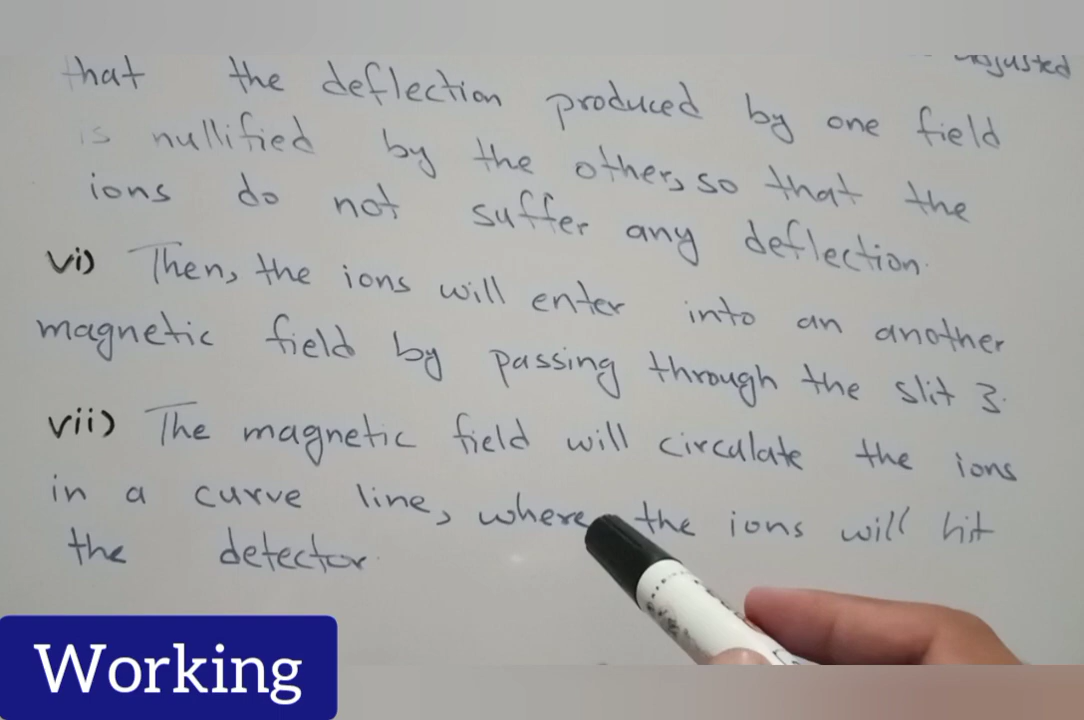 adjusted
that the deflection produced by one field
is nullified by the others, so that the
ions do not suffer any deflection.
vi) Then, the ions will enter into an another
magnetic field by passing through the slit 3.
vii) The magnetic field will circulate the ions
in a curve line, where the ions will hit
the detector.
Working